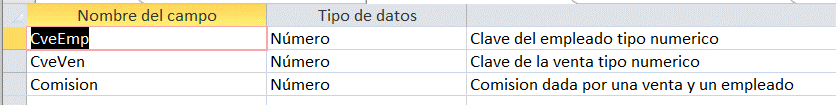 Nombre del campo Tipo de datos
CveEmp Número Clave del empleado tipo numerico
CveVen Número Clave de la venta tipo numerico
Comision Número Comision dada por una venta y un empleado